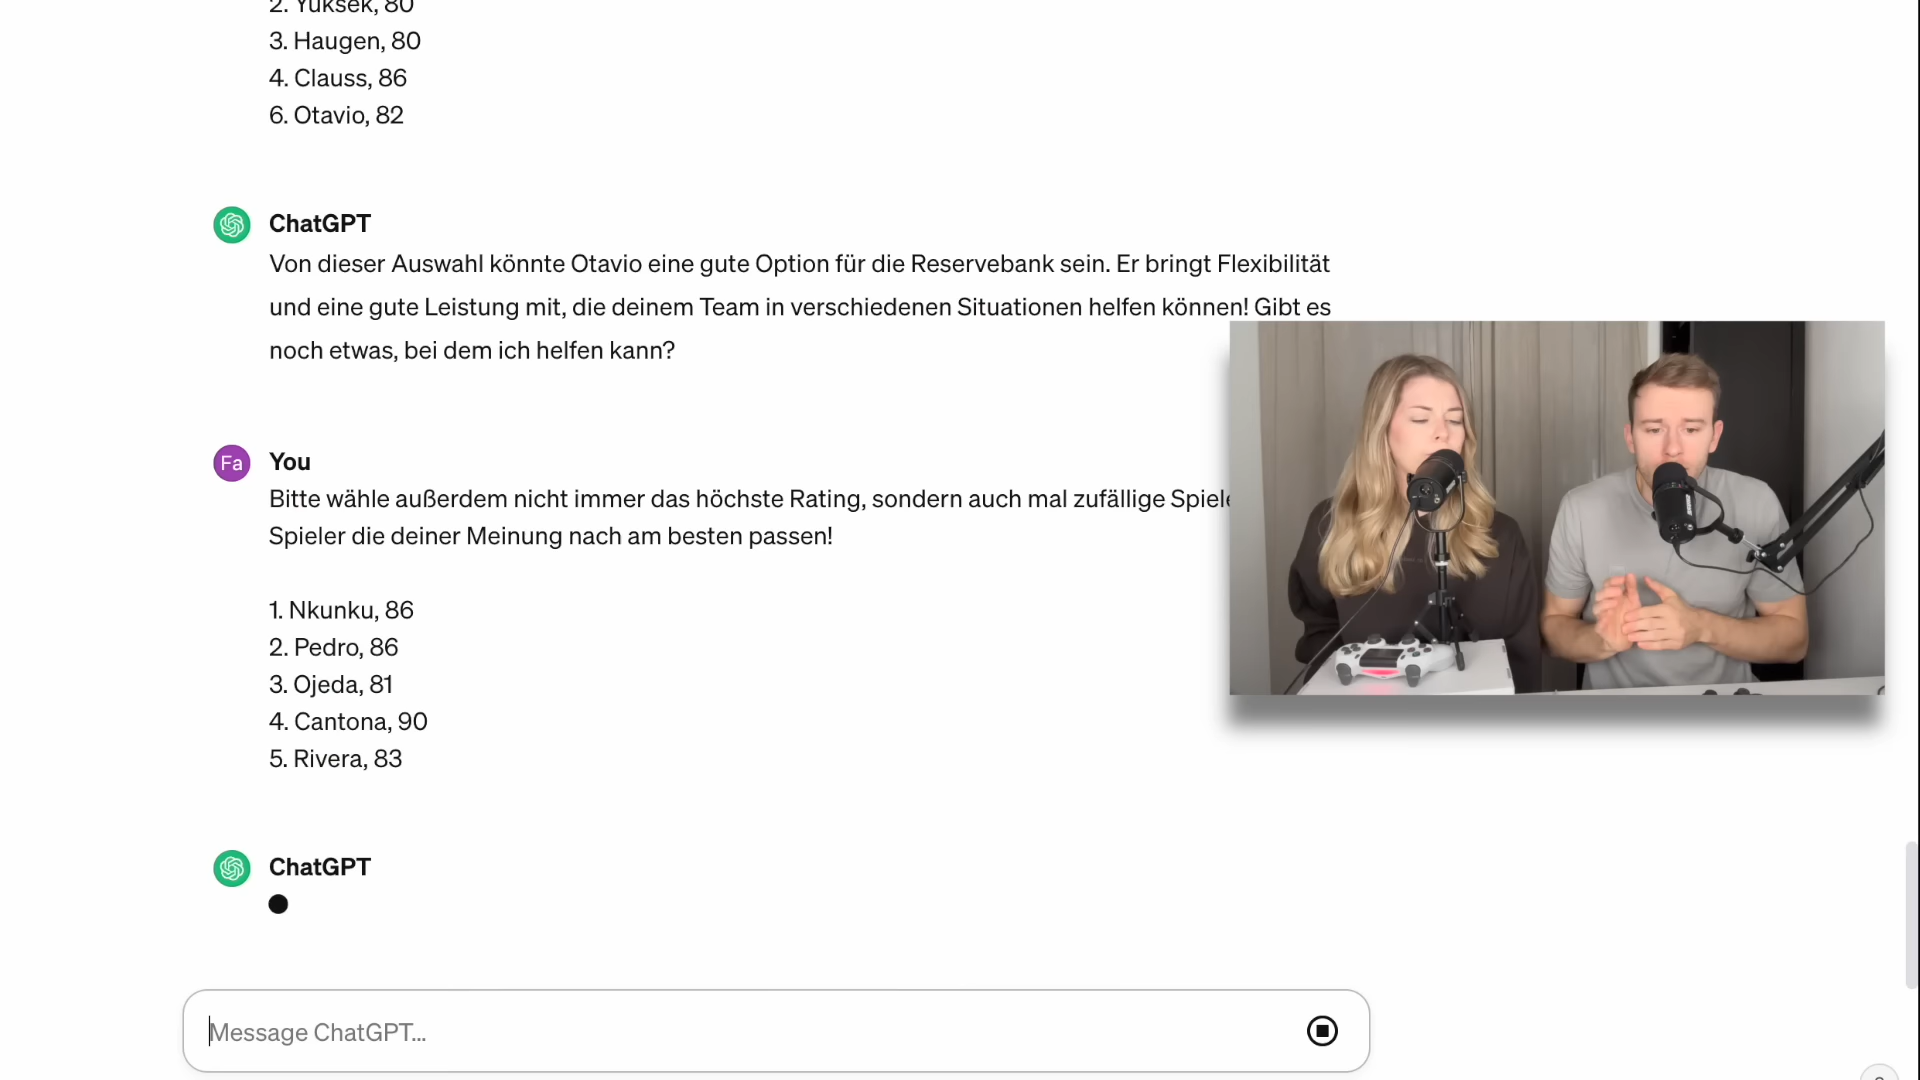 2. Yüksek, 80
3. Haugen, 80
4. Clauss, 86
6. Otavio, 82
ChatGPT
Von dieser Auswahl könnte Otavio eine gute Option für die Reservebank sein. Er bringt Flexibilität
und eine gute Leistung mit, die deinem Team in verschiedenen Situationen helfen können! Gibt es
noch etwas, bei dem ich helfen kann?
Fa
You
Bitte wähle außerdem nicht immer das höchste Rating, sondern auch mal zufällige
Spieler die deiner Meinung nach am besten passen!
1. Nkunku, 86
2. Pedro, 86
3. Ojeda, 81
4. Cantona, 90
5. Rivera, 83
ChatGPT
Message ChatGPT...